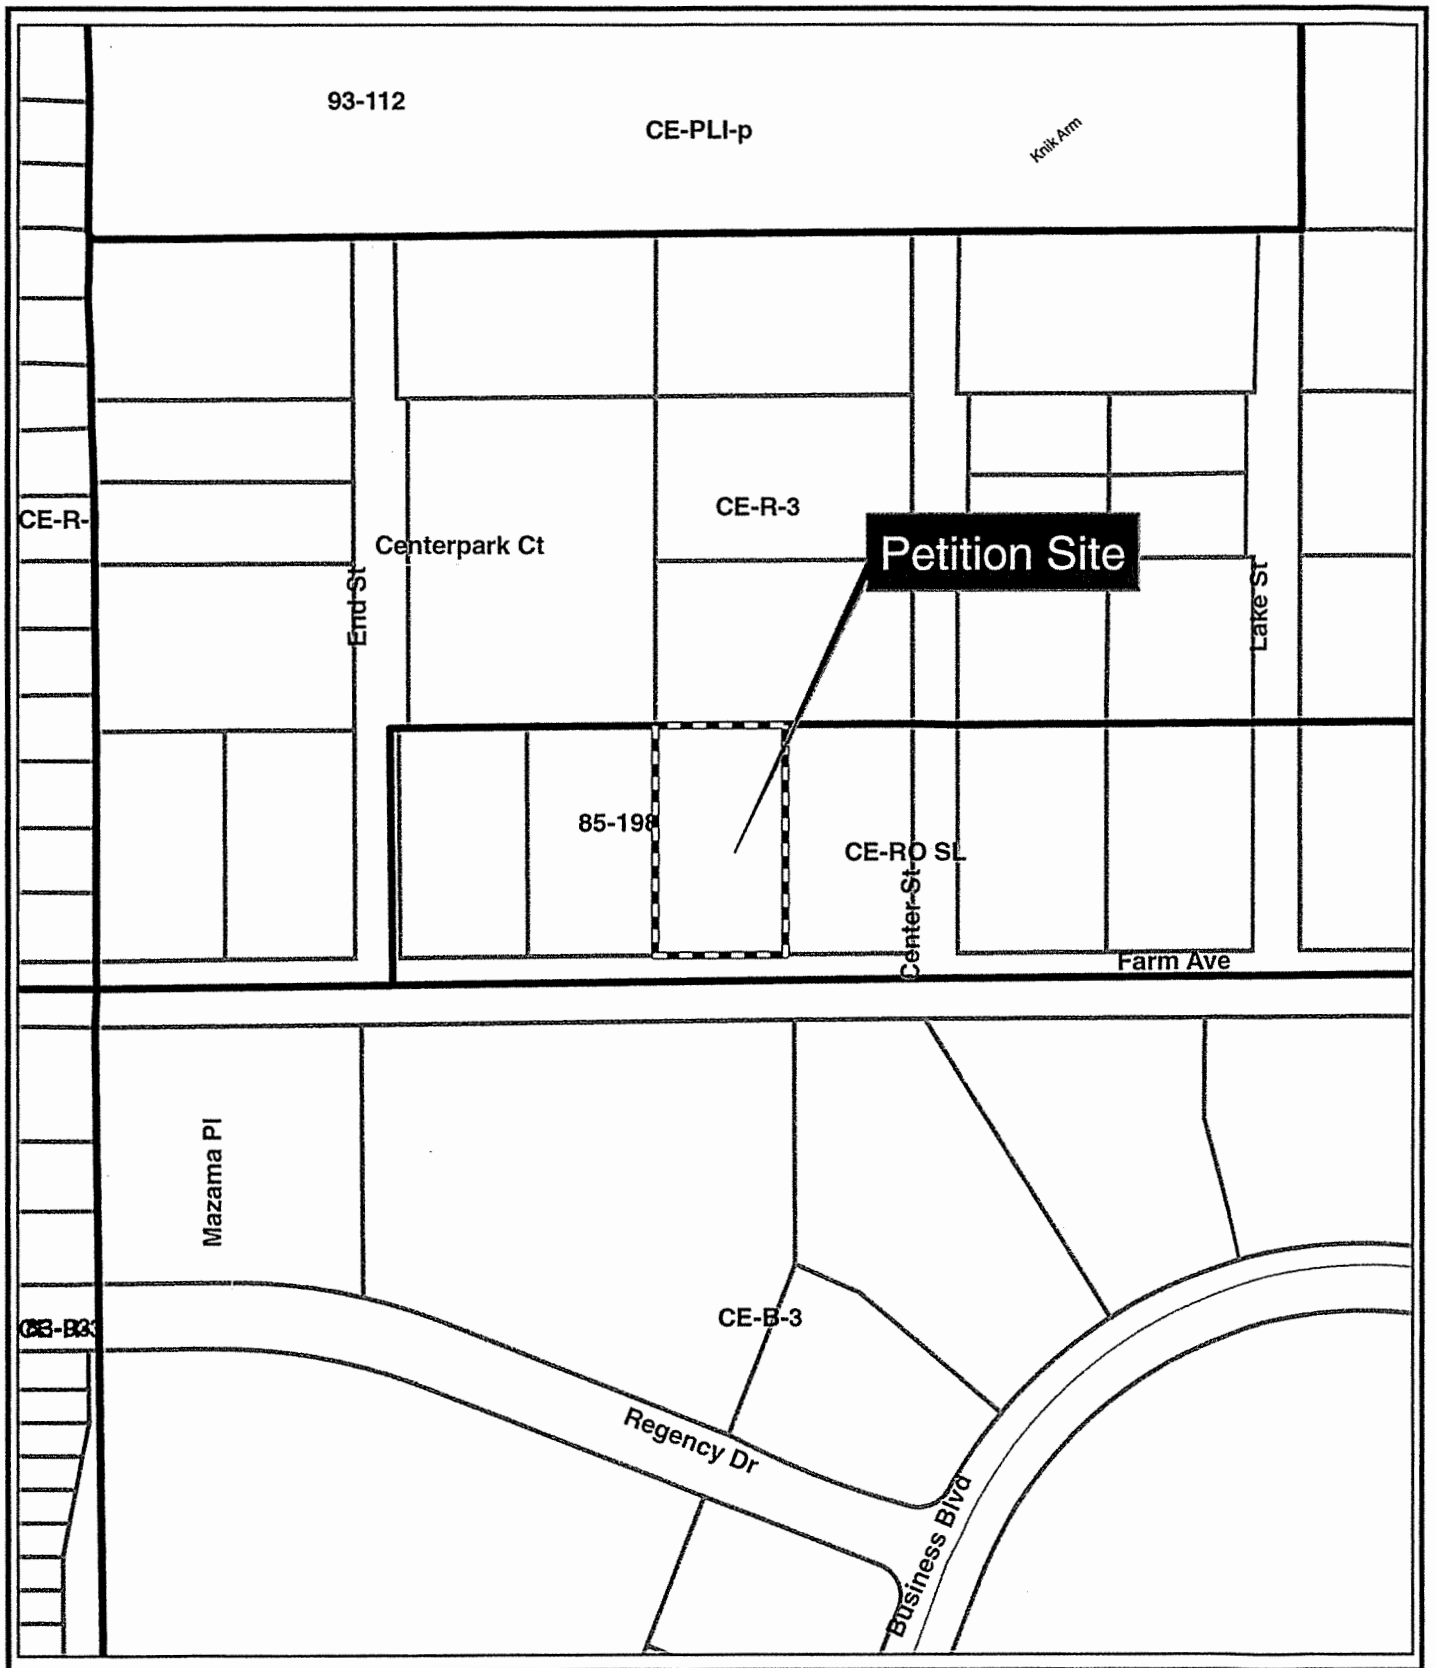 93-112
CE-PLI-p
Knik Arm
CE-R-3
CE-R-
Centerpark Ct
Petition Site
End St
Lake St
85-198
CE-RO SL
Center St
Farm Ave
Mazama Pl
CE-B-3
Regency Dr
Business Blvd